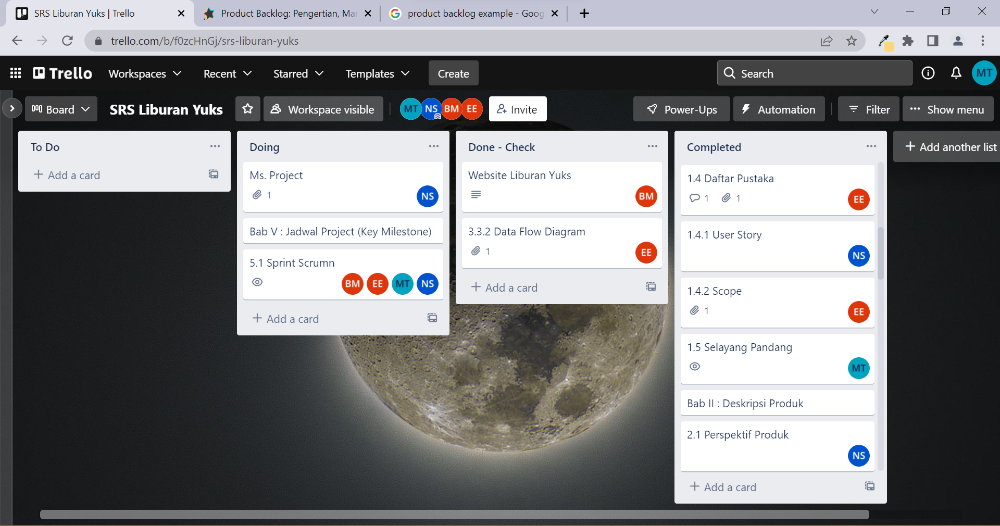 SRS Liburan Yuks | Trello
Product Backlog: Pengertian, Ma
product backlog example - Goog
trello.com/b/f0zcHnGj/srs-liburan-yuks
Trello
Workspaces
Recent
Starred
Templates
Create
Search
MT
Board
SRS Liburan Yuks
Workspace visible
MT
NS
BM
EE
Invite
Power-Ups
Automation
Filter
Show menu
To Do
Add a card
Doing
Ms. Project
1
NS
Bab V : Jadwal Project (Key Milestone)
5.1 Sprint Scrumn
BM
EE
MT
NS
Add a card
Done - Check
Website Liburan Yuks
BM
3.3.2 Data Flow Diagram
1
EE
Add a card
Completed
1.4 Daftar Pustaka
1
1
EE
1.4.1 User Story
NS
1.4.2 Scope
1
EE
1.5 Selayang Pandang
MT
Bab II : Deskripsi Produk
2.1 Perspektif Produk
NS
Add a card
Add another list